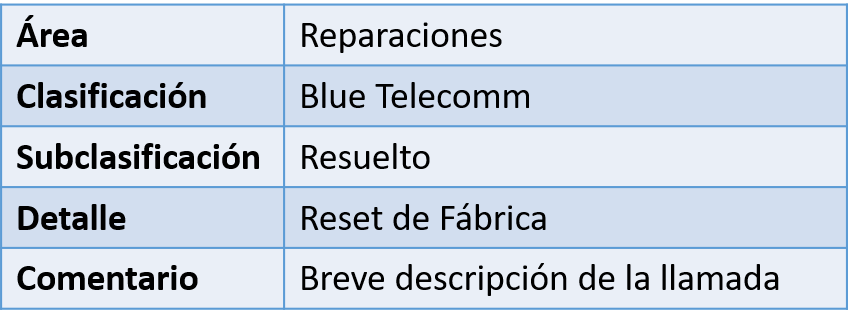 Área Reparaciones
Clasificación Blue Telecomm
Subclasificación Resuelto
Detalle Reset de Fábrica
Comentario Breve descripción de la llamada